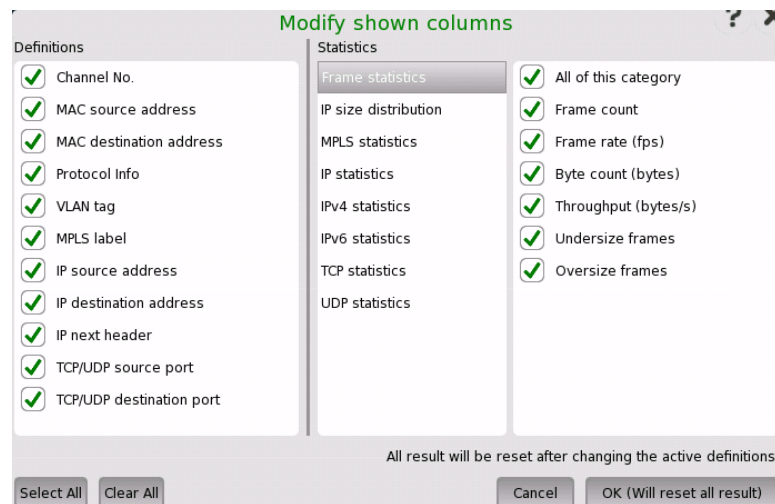 Modify shown columns
?
Definitions
Channel No.
MAC source address
MAC destination address
Protocol Info
VLAN tag
MPLS label
IP source address
IP destination address
IP next header
TCP/UDP source port
TCP/UDP destination port
Statistics
Frame statistics
IP size distribution
MPLS statistics
IP statistics
IPv4 statistics
IPv6 statistics
TCP statistics
UDP statistics
All of this category
Frame count
Frame rate (fps)
Byte count (bytes)
Throughput (bytes/s)
Undersize frames
Oversize frames
All result will be reset after changing the active definitions
Select All
Clear All
Cancel
OK (Will reset all result)